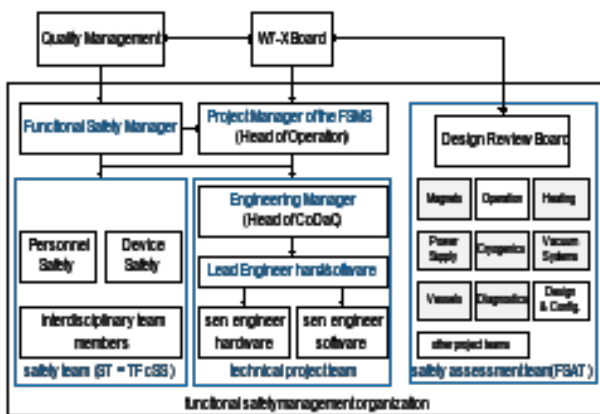 Quality Management
W7-X Board
Functional Safety Manager
Project Manager of the FSMS
(Head of Operation)
Design Review Board
Engineering Manager
(Head of CoDaC)
Magnets
Operation
Heating
Personnel
Safety
Device
Safety
Power
Supply
Cryogenics
Vacuum
Systems
Lead Engineer hard&software
Vessels
Diagnostics
Design
& Config.
interdisciplinary team
members
sen engineer
hardware
sen engineer
software
other project teams
safety team (ST = TF cSS)
technical project team
safety assessment team (FSAT)
functional safety management organization